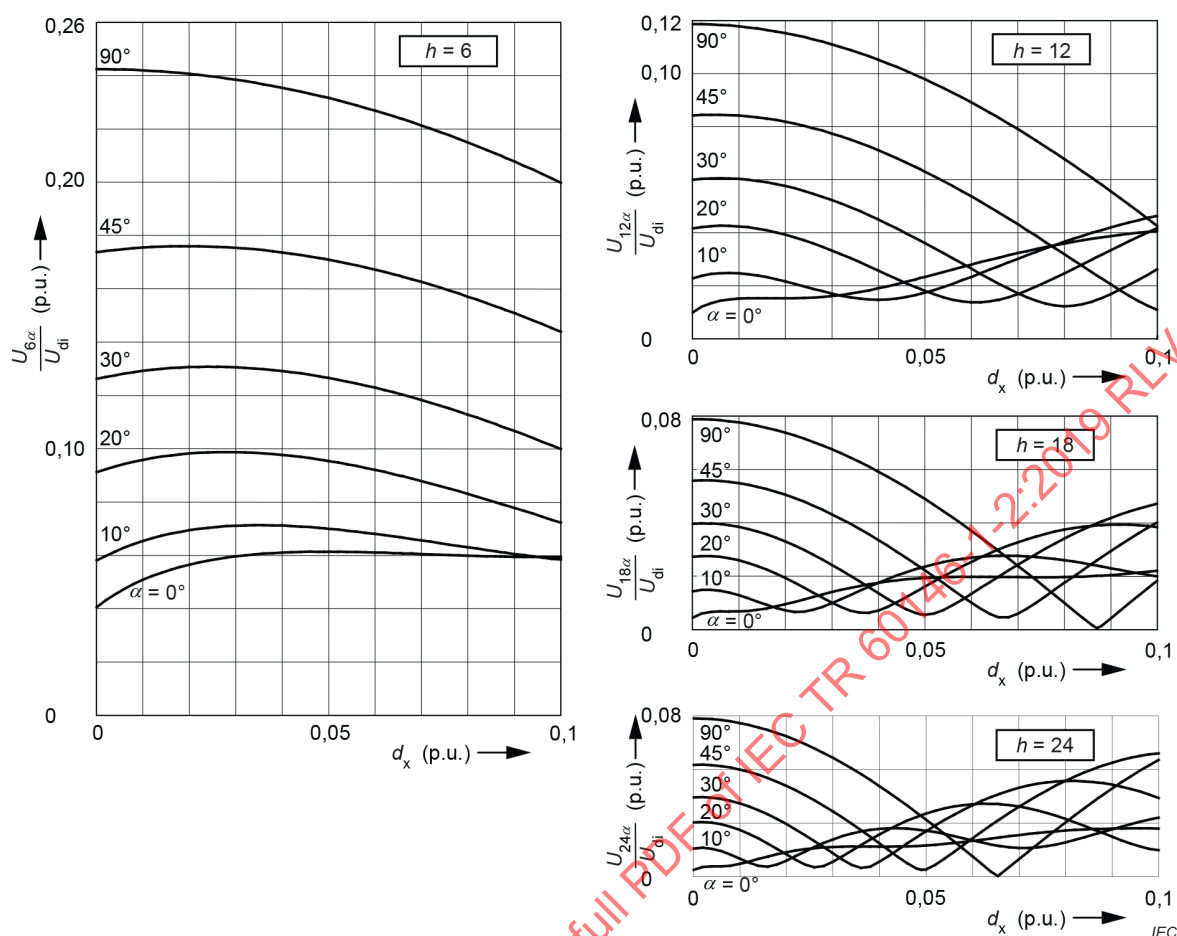 0,26
h = 6
90°
0,20
45°
U6α
Udi
(p.u.)
30°
0,10
20°
10°
α = 0°
0
0 0,05 0,1
dx (p.u.)
0,12
h = 12
90°
0,10
45°
30°
20°
10°
U12α
Udi
(p.u.)
α = 0°
0
0 0,05 0,1
dx (p.u.)
0,08
h = 18
90°
45°
30°
20°
10°
U18α
Udi
(p.u.)
α = 0°
0
0 0,05 0,1
dx (p.u.)
0,08
h = 24
90°
45°
30°
20°
10°
U24α
Udi
(p.u.)
α = 0°
0
0 0,05 0,1
dx (p.u.)
IEC
full PDF of IEC TR 60146-1-2:2019 RLV